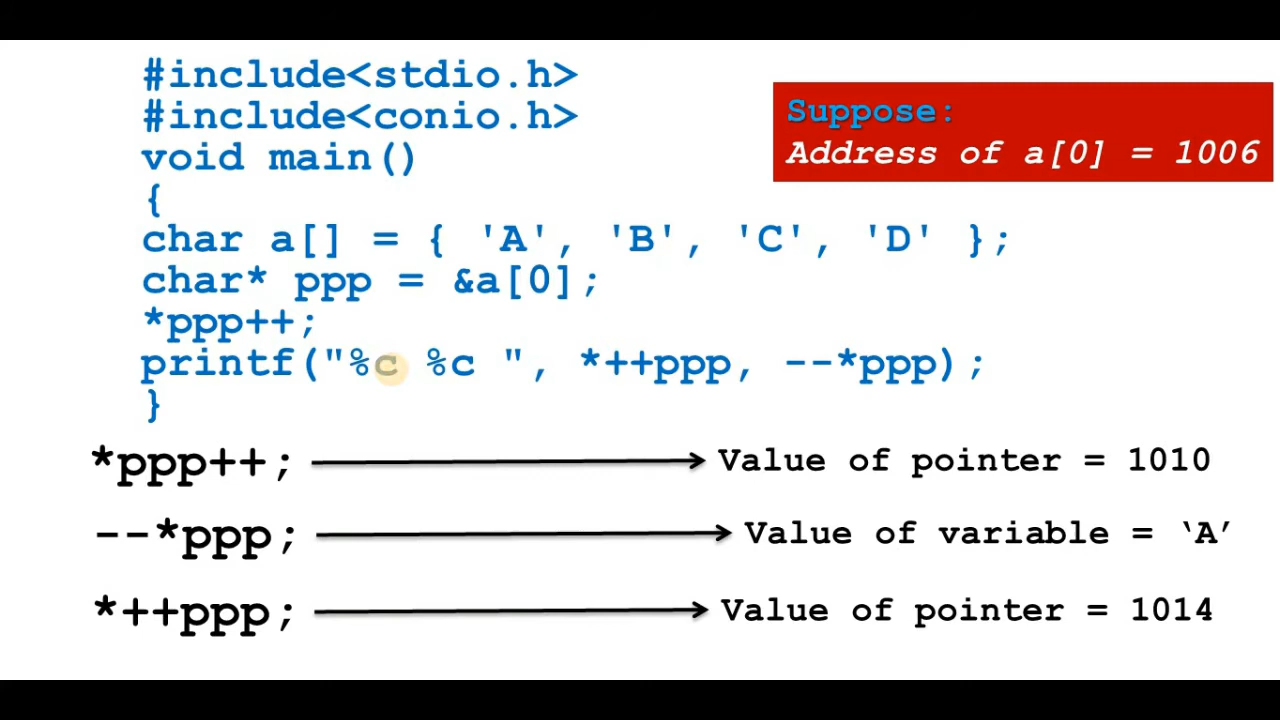 #include<stdio.h>
#include<conio.h>
void main()
{
char a[] = { 'A', 'B', 'C', 'D' };
char* ppp = &a[0];
*ppp++;
printf("%c %c ", *++ppp, --*ppp);
}
Suppose:
Address of a[0] = 1006
*ppp++; Value of pointer = 1010
--*ppp; Value of variable = ‘A’
*++ppp; Value of pointer = 1014